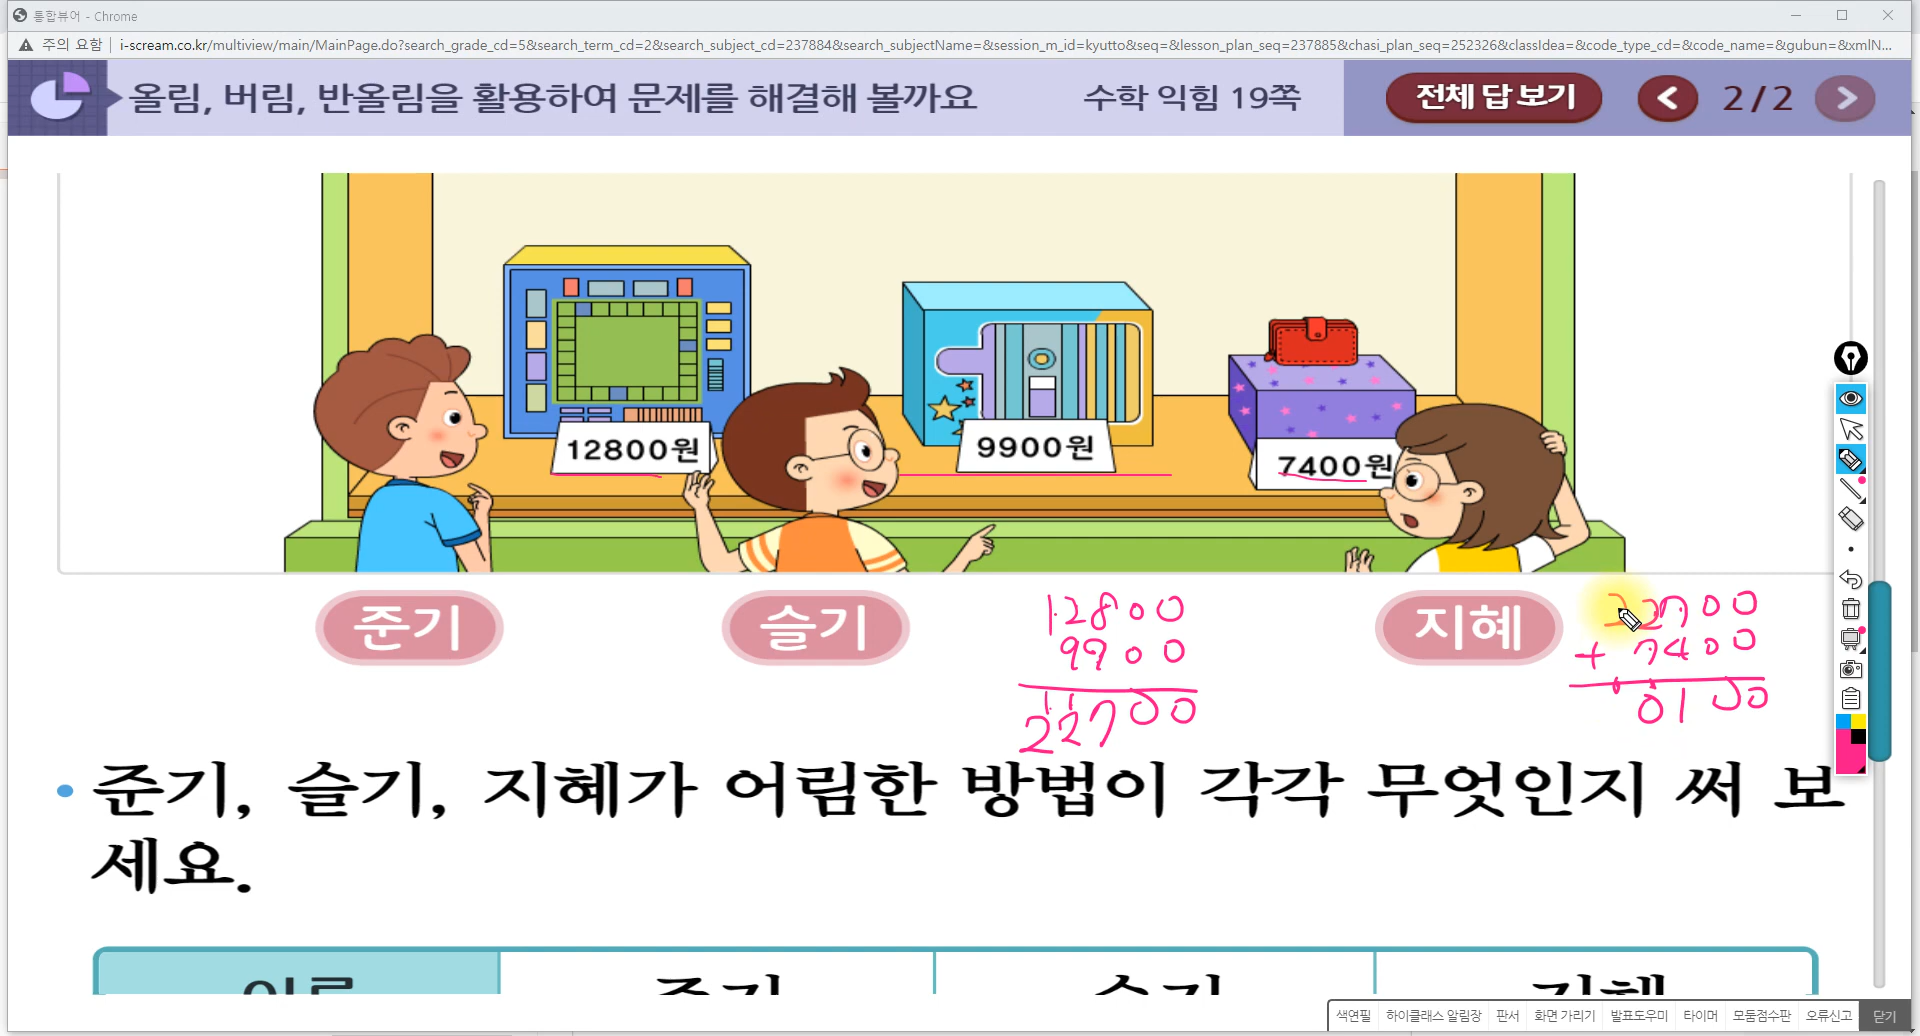 통합뷰어 - Chrome
주의 요함 | i-scream.co.kr/multiview/main/MainPage.do?search_grade_cd=5&search_term_cd=2&search_subject_cd=237884&search_subjectName=&session_m_id=kyutto&seq=&lesson_plan_seq=237885&chasi_plan_seq=252326&classIdea=&code_type_cd=&code_name=&gubun=&xmlN...
올림, 버림, 반올림을 활용하여 문제를 해결해 볼까요 수학 익힘 19쪽 전체 답 보기 2 / 2
12800원 9900원 7400원
준기 슬기 지혜
12800
9900
11
22700
22700
+ 7400
0100
• 준기, 슬기, 지혜가 어림한 방법이 각각 무엇인지 써 보
세요.
색연필 하이클래스 알림장 판서 화면 가리기 발표도우미 타이머 모둠점수판 오류신고 닫기